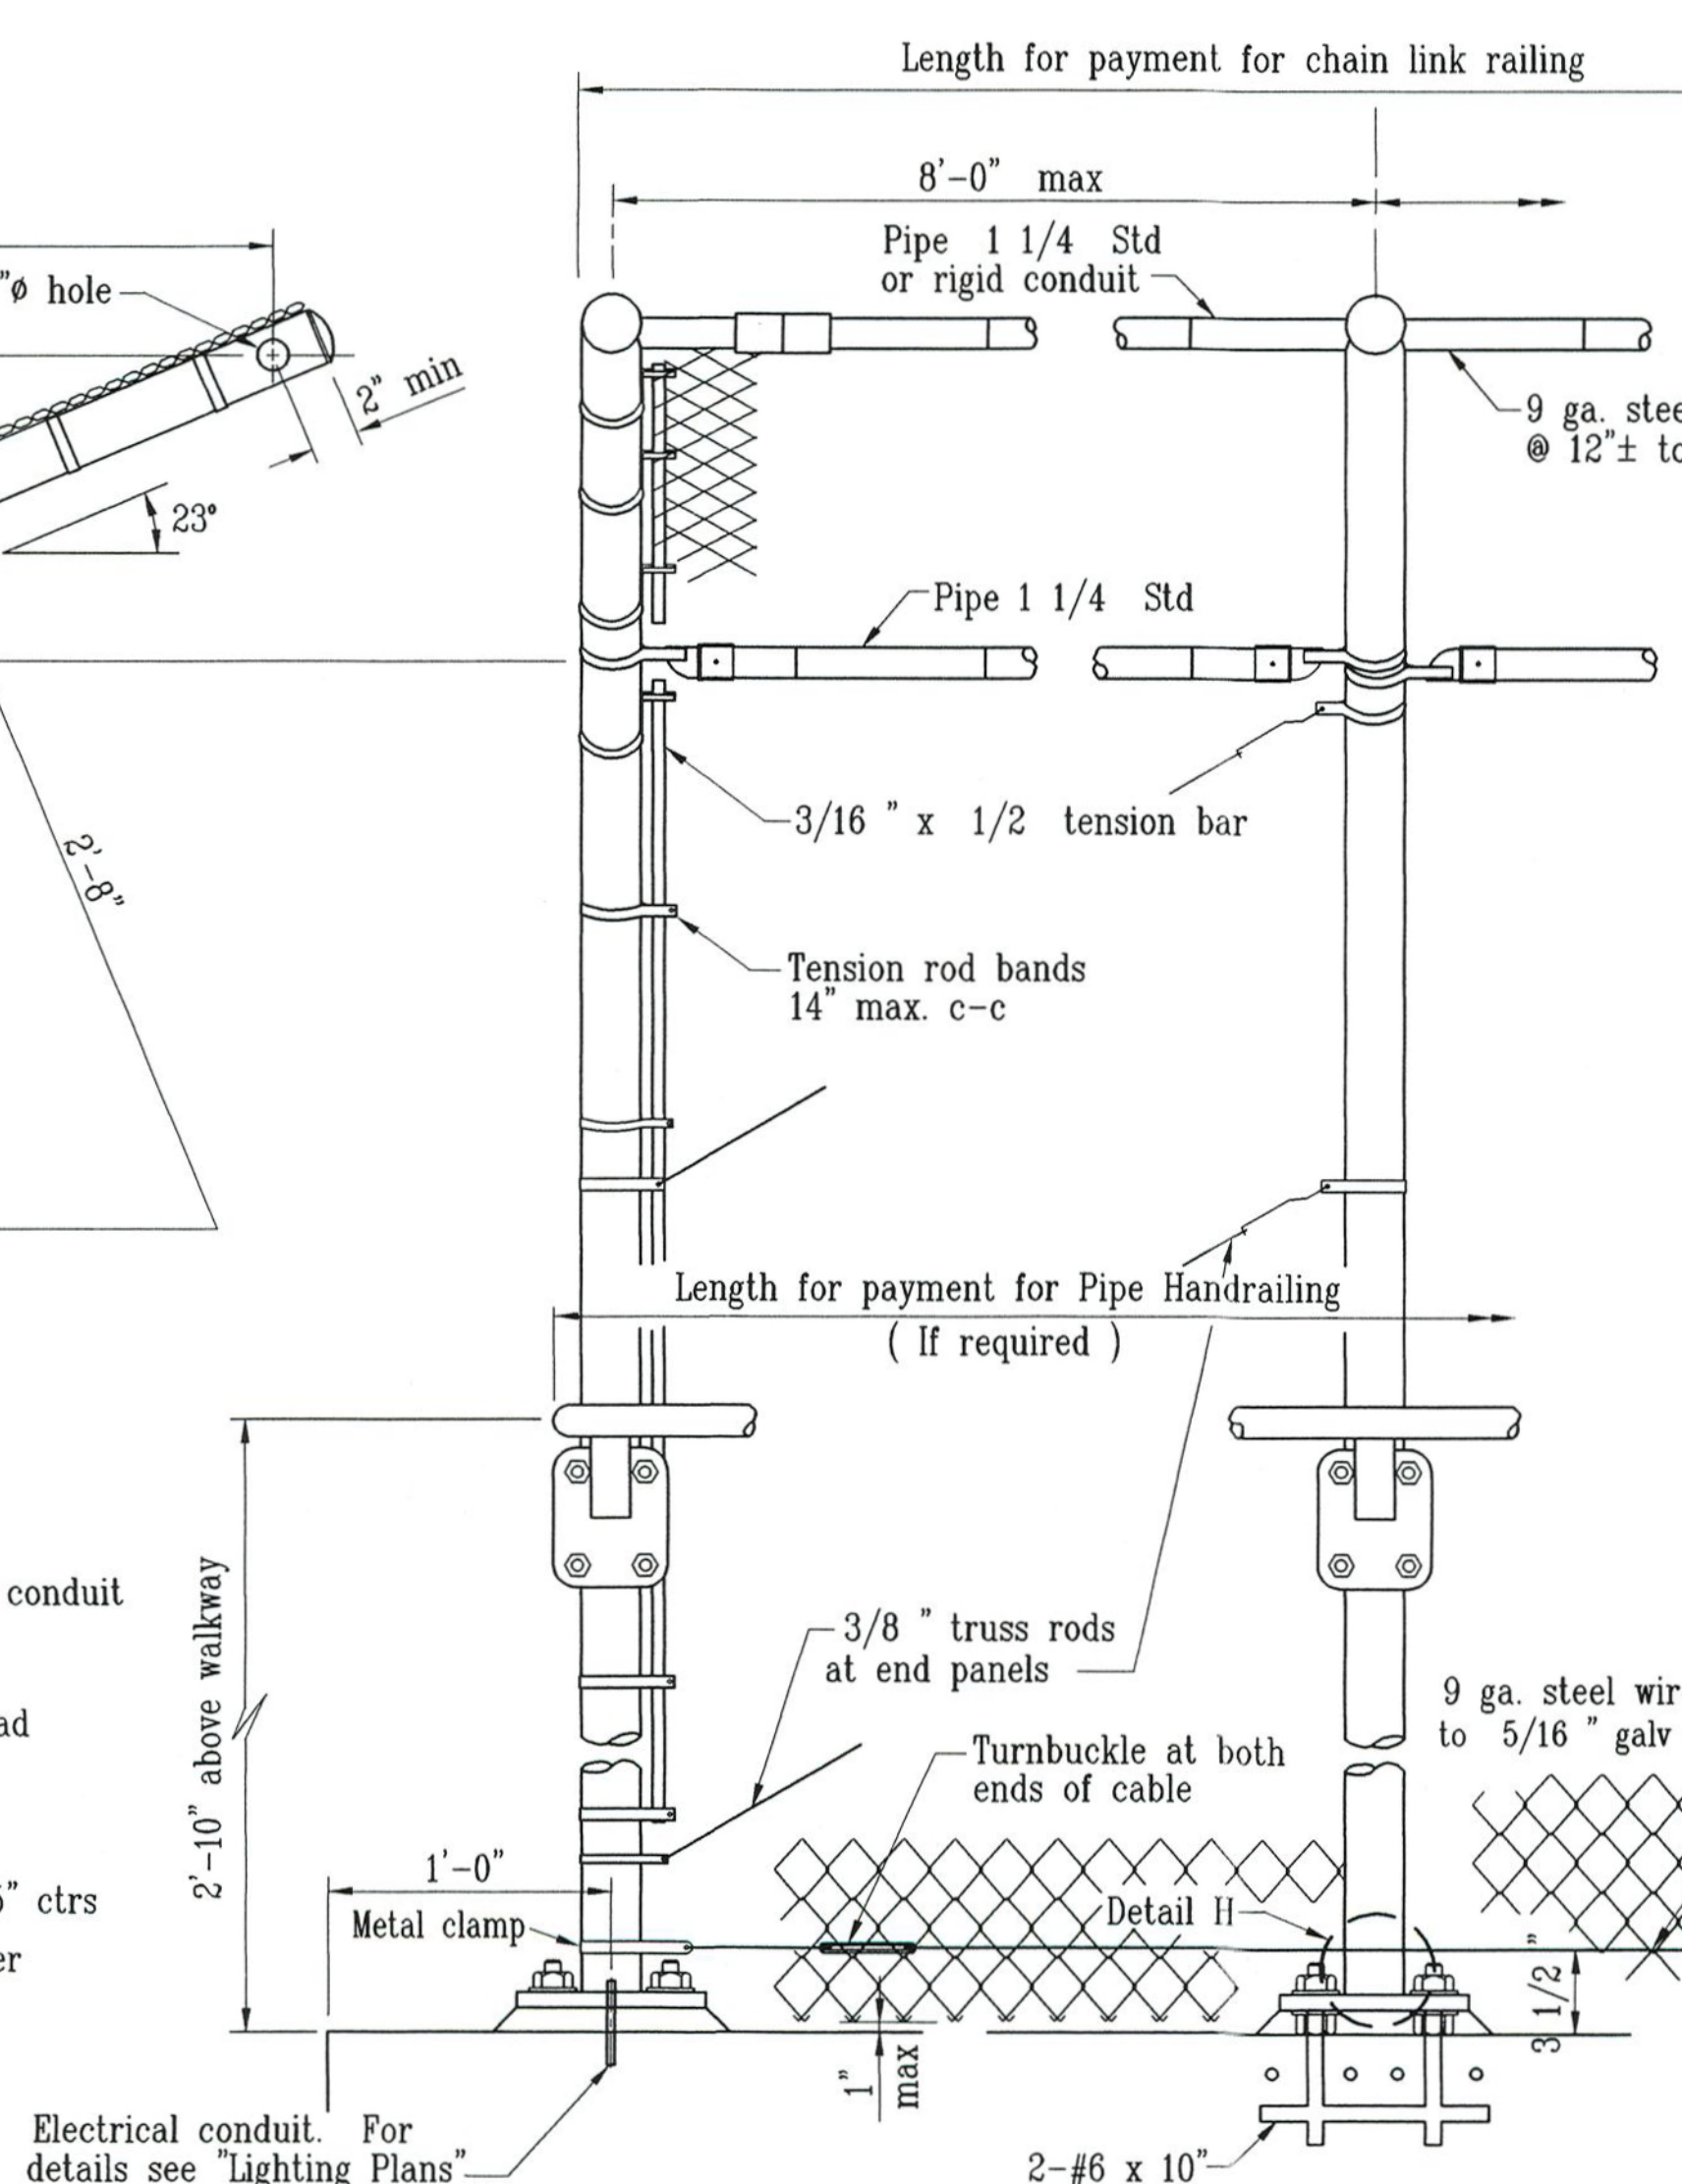 Length for payment for chain link railing
8'-0" max
Pipe 1 1/4 Std
or rigid conduit
"ø hole
2" min
9 ga. stee
@ 12"± to
23°
Pipe 1 1/4 Std
3/16 " x 1/2 tension bar
2'-8"
Tension rod bands
14" max. c-c
Length for payment for Pipe Handrailing
( If required )
conduit
2'-10" above walkway
3/8 " truss rods
at end panels
9 ga. steel wir
to 5/16 " galv
ad
Turnbuckle at both
ends of cable
1'-0"
" ctrs
Metal clamp
Detail H
er
3 1/2 "
1"
max
Electrical conduit. For
details see "Lighting Plans"
2-#6 x 10"